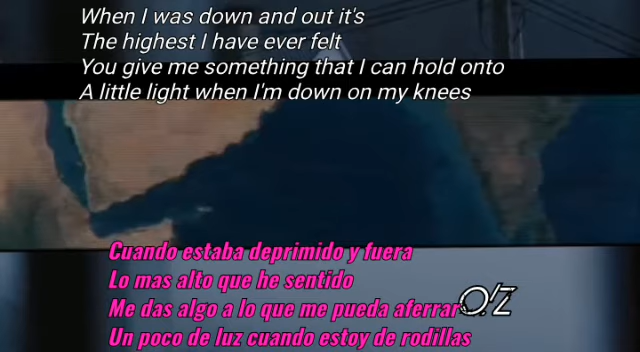 When I was down and out it's
The highest I have ever felt
You give me something that I can hold onto
A little light when I'm down on my knees
Cuando estaba deprimido y fuera
Lo mas alto que he sentido
Me das algo a lo que me pueda aferrar
Un poco de luz cuando estoy de rodillas
O'Z